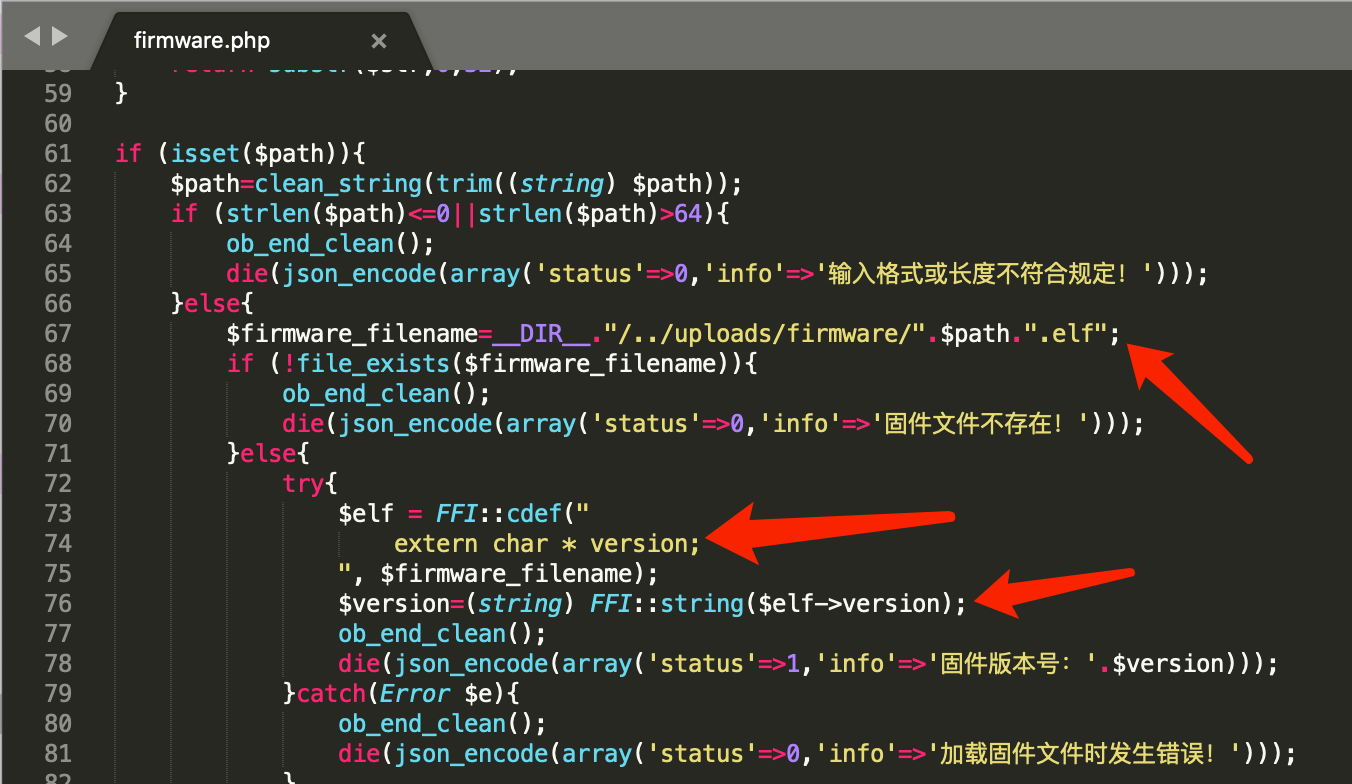 firmware.php
59 }
60
61 if (isset($path)){
62 $path=clean_string(trim((string) $path));
63 if (strlen($path)<=0||strlen($path)>64){
64 ob_end_clean();
65 die(json_encode(array('status'=>0,'info'=>'输入格式或长度不符合规定！')));
66 }else{
67 $firmware_filename=__DIR__."/../uploads/firmware/".$path.".elf";
68 if (!file_exists($firmware_filename)){
69 ob_end_clean();
70 die(json_encode(array('status'=>0,'info'=>'固件文件不存在！')));
71 }else{
72 try{
73 $elf = FFI::cdef("
74 extern char * version;
75 ", $firmware_filename);
76 $version=(string) FFI::string($elf->version);
77 ob_end_clean();
78 die(json_encode(array('status'=>1,'info'=>'固件版本号：'.$version)));
79 }catch(Error $e){
80 ob_end_clean();
81 die(json_encode(array('status'=>0,'info'=>'加载固件文件时发生错误！')));
82 }